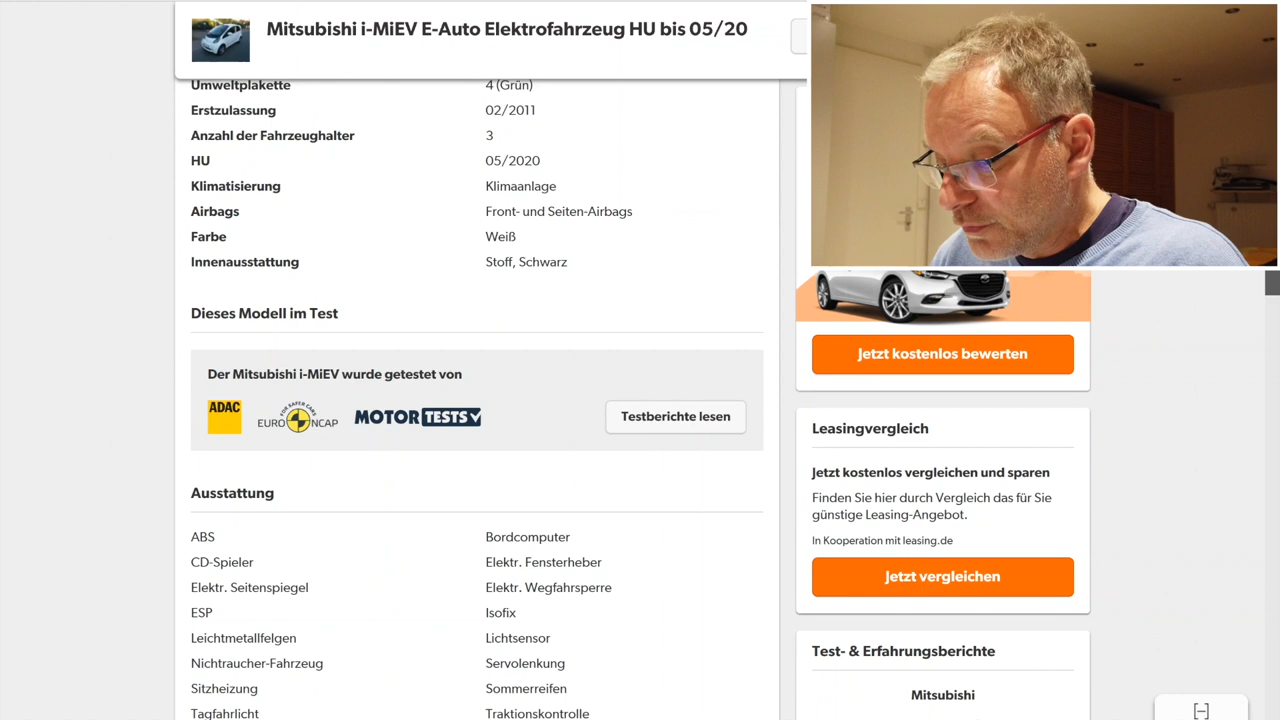 Mitsubishi i-MiEV E-Auto Elektrofahrzeug HU bis 05/20
Umweltplakette 4 (Grün)
Erstzulassung 02/2011
Anzahl der Fahrzeughalter 3
HU 05/2020
Klimatisierung Klimaanlage
Airbags Front- und Seiten-Airbags
Farbe Weiß
Innenausstattung Stoff, Schwarz
Dieses Modell im Test
Der Mitsubishi i-MiEV wurde getestet von
ADAC
FOR SAFER CARS
EURO NCAP
MOTOR TESTS
Testberichte lesen
Ausstattung
ABS Bordcomputer
CD-Spieler Elektr. Fensterheber
Elektr. Seitenspiegel Elektr. Wegfahrsperre
ESP Isofix
Leichtmetallfelgen Lichtsensor
Nichtraucher-Fahrzeug Servolenkung
Sitzheizung Sommerreifen
Tagfahrlicht Traktionskontrolle
Jetzt kostenlos bewerten
Leasingvergleich
Jetzt kostenlos vergleichen und sparen
Finden Sie hier durch Vergleich das für Sie
günstige Leasing-Angebot.
In Kooperation mit leasing.de
Jetzt vergleichen
Test- & Erfahrungsberichte
Mitsubishi